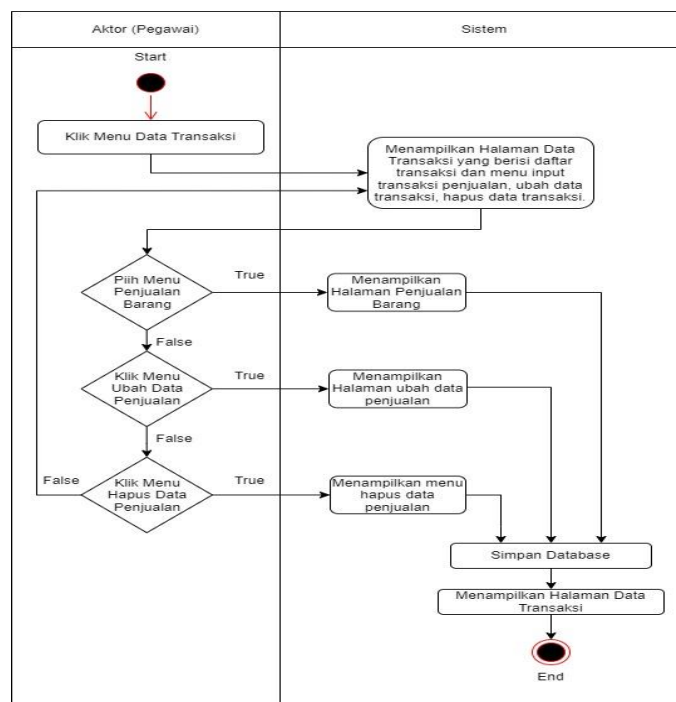 Aktor (Pegawai)
Sistem
Start
Klik Menu Data Transaksi
Menampilkan Halaman Data
Transaksi yang berisi daftar
transaksi dan menu input
transaksi penjualan, ubah data
transaksi, hapus data transaksi.
Piih Menu
Penjualan
Barang
True
Menampilkan
Halaman Penjualan
Barang
False
Klik Menu
Ubah Data
Penjualan
True
Menampilkan
Halaman ubah data
penjualan
False
False
Klik Menu
Hapus Data
Penjualan
True
Menampilkan menu
hapus data
penjualan
Simpan Database
Menampilkan Halaman Data
Transaksi
End